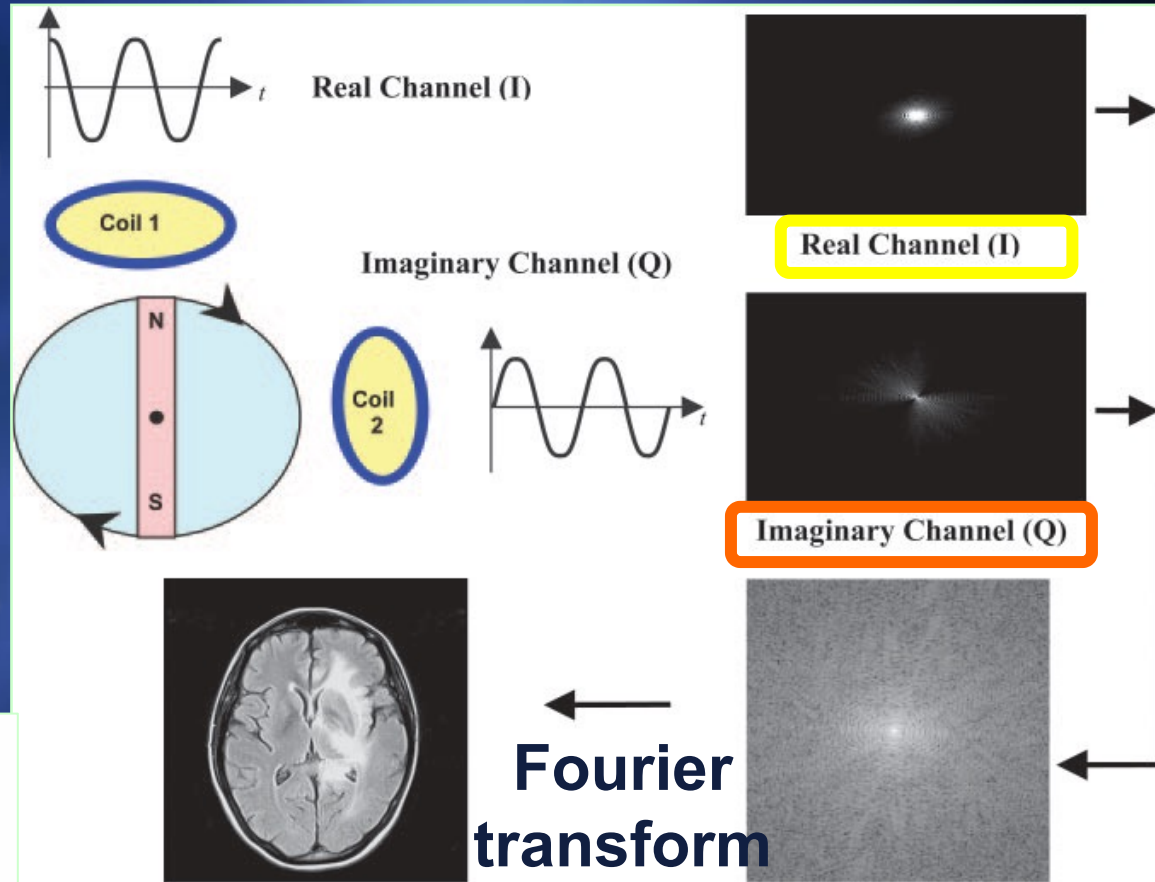 t
Real Channel (I)
Coil 1
Imaginary Channel (Q)
N
S
Coil
2
t
Real Channel (I)
Imaginary Channel (Q)
Fourier
transform